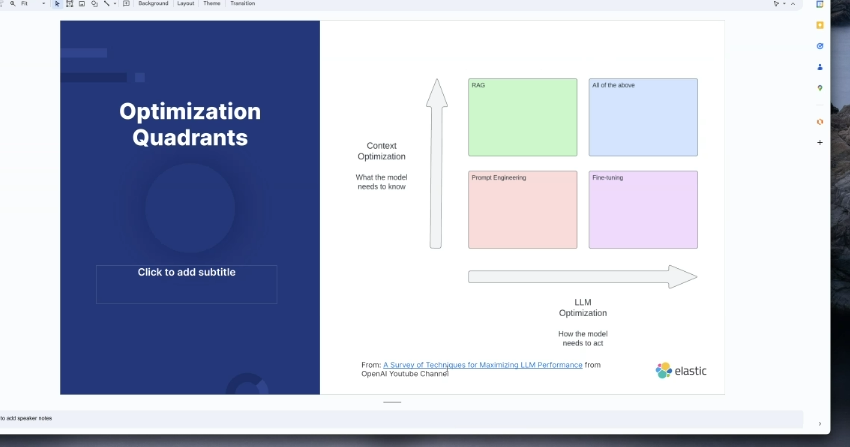 Fit
Background
Layout
Theme
Transition
Optimization
Quadrants
Click to add subtitle
Context
Optimization
What the model
needs to know
RAG
All of the above
Prompt Engineering
Fine-tuning
LLM
Optimization
How the model
needs to act
From: A Survey of Techniques for Maximizing LLM Performance from
OpenAI Youtube Channel
elastic
to add speaker notes